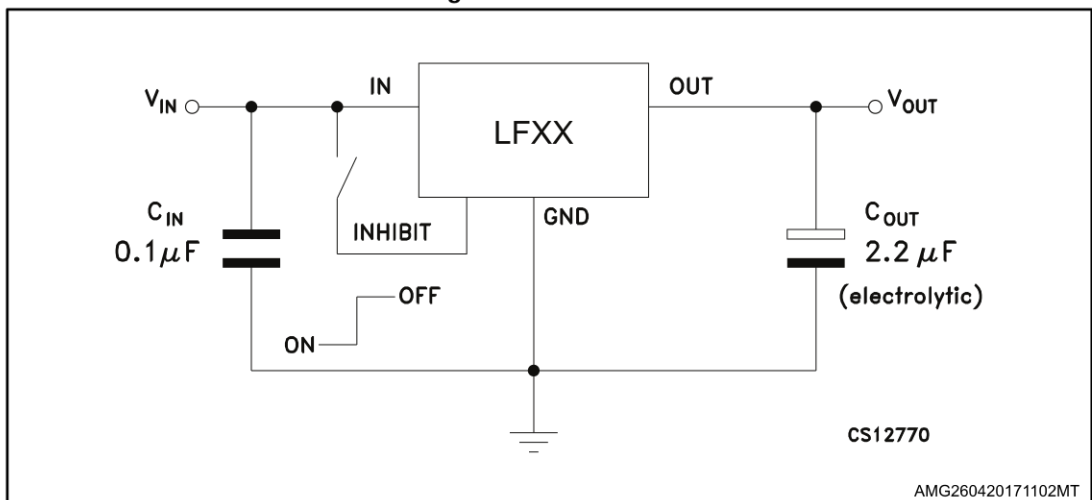 V_IN
IN
LFXX
OUT
V_OUT
C_IN
0.1µF
INHIBIT
GND
C_OUT
2.2 µF
(electrolytic)
OFF
ON
CS12770
AMG260420171102MT